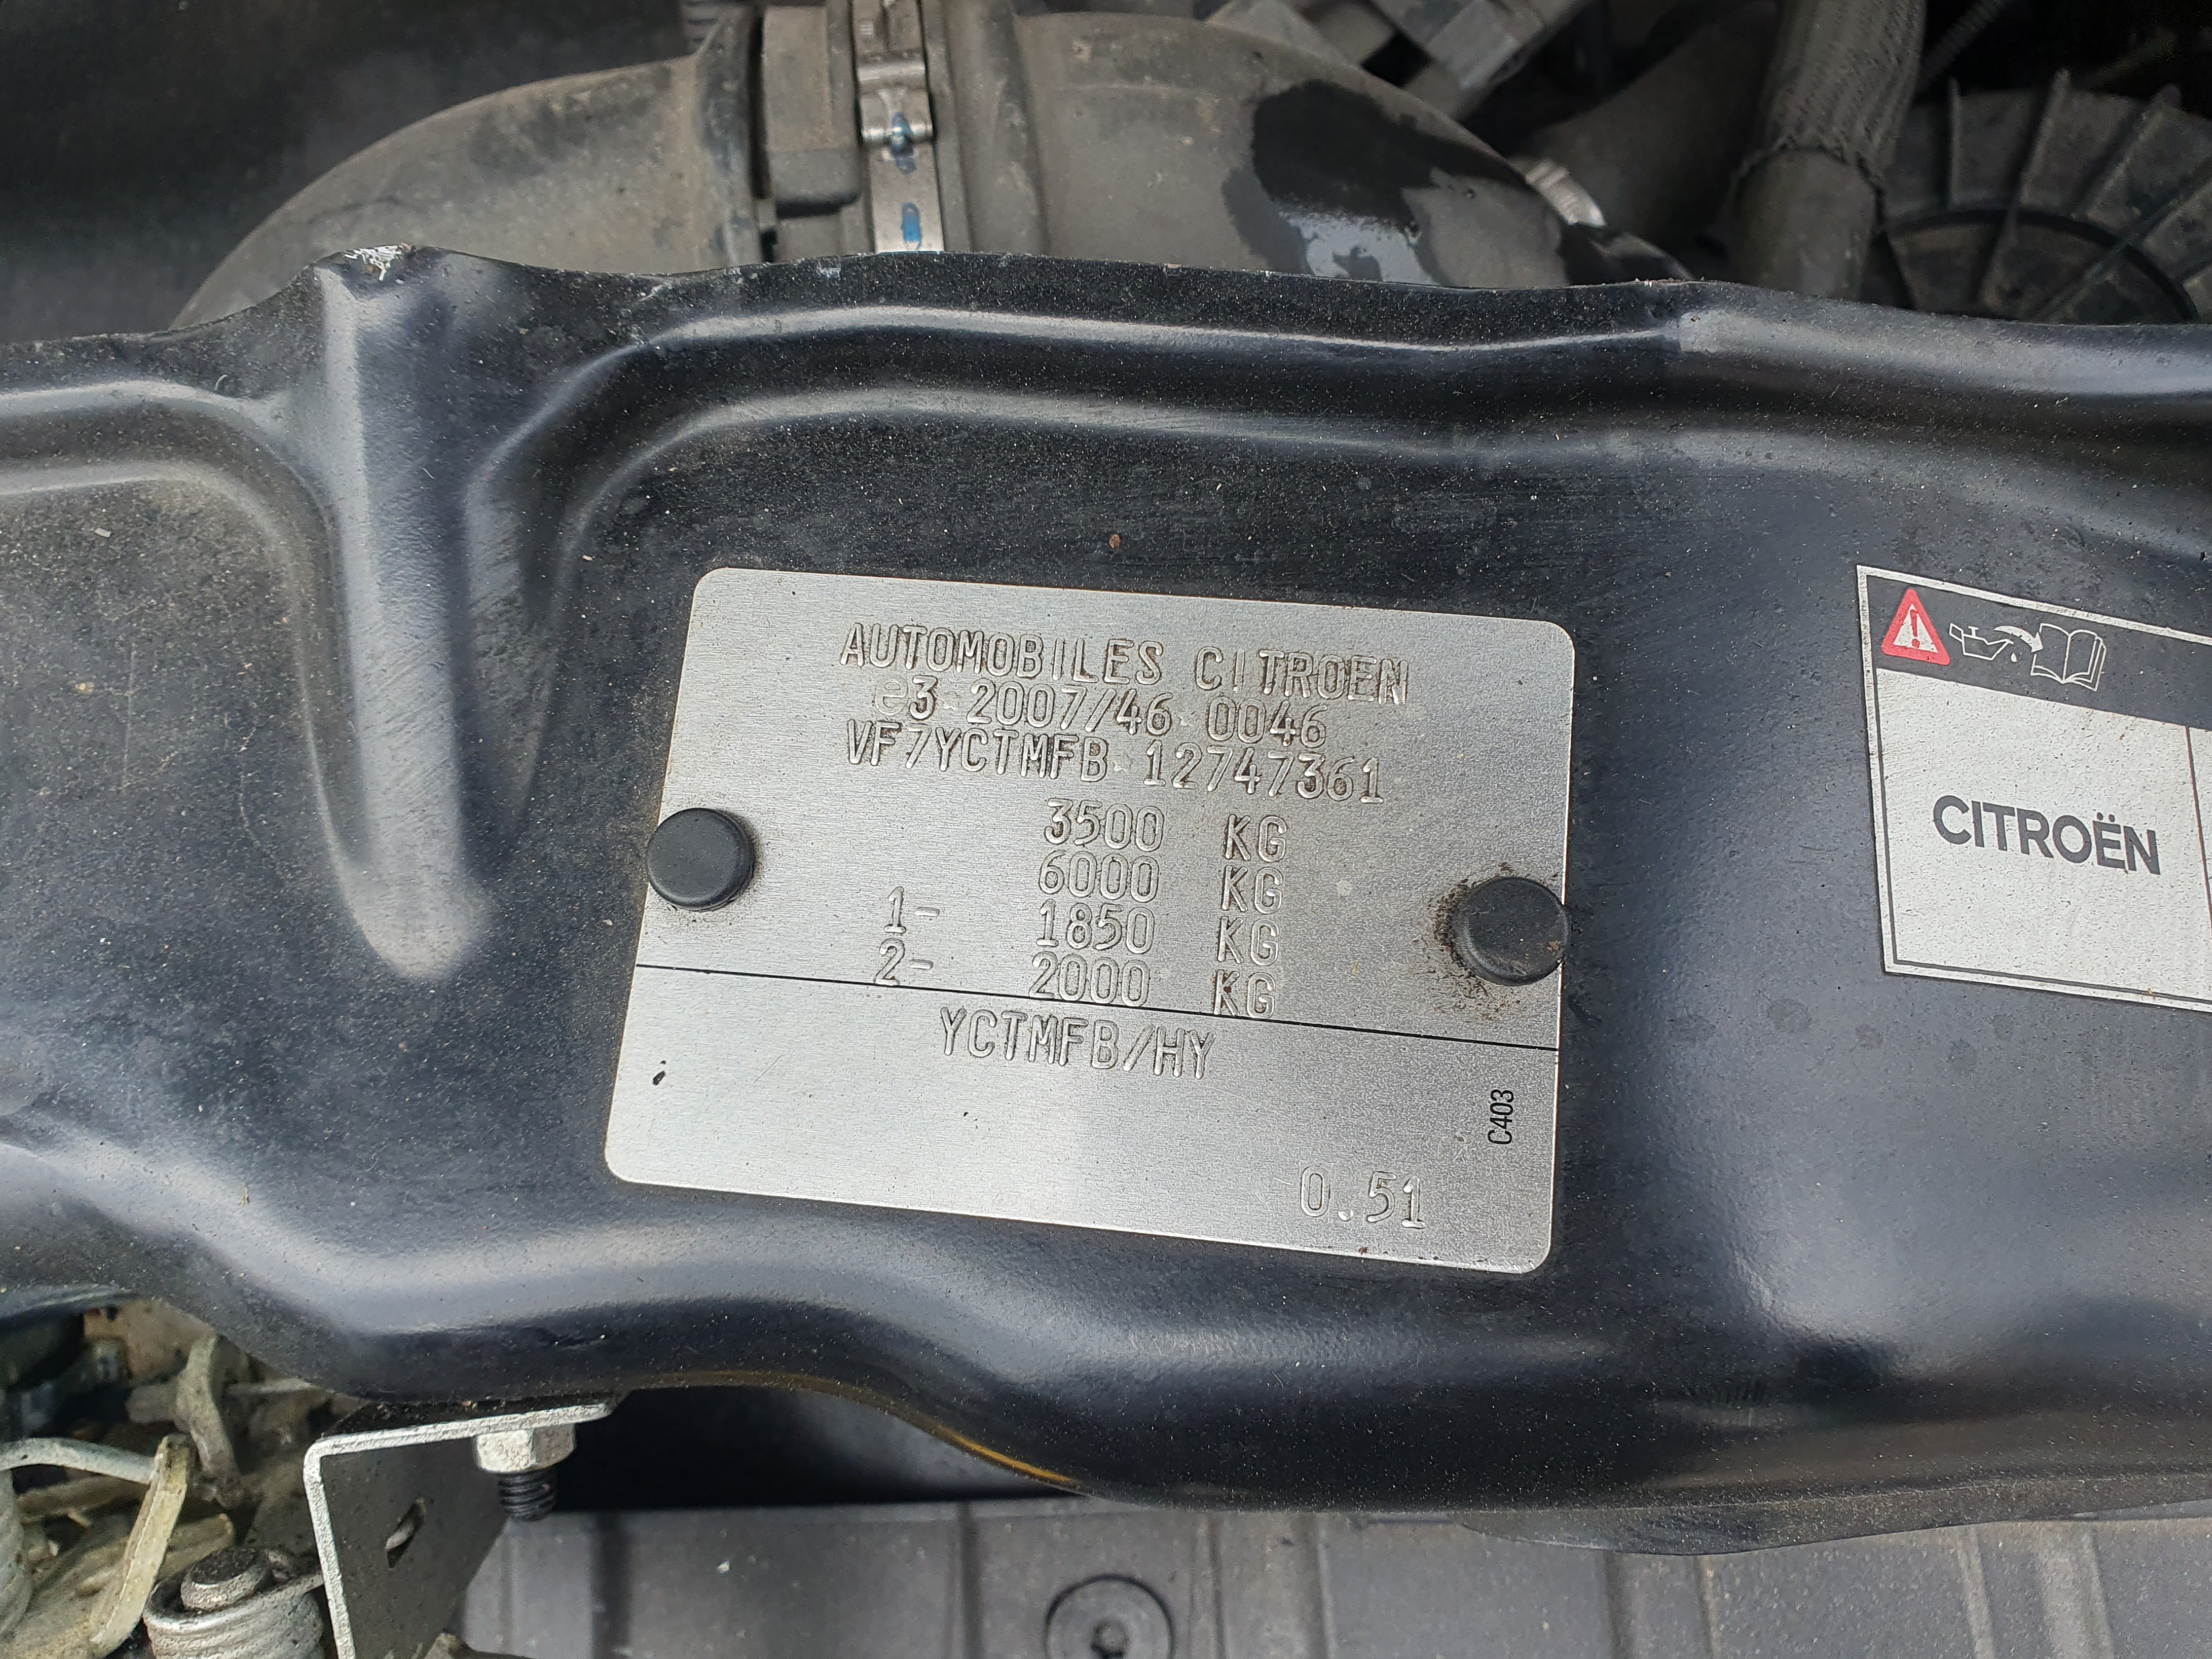 AUTOMOBILES CITROEN
e3 2007/46 0046
VF7YCTMFB 12747361
3500 KG
6000 KG
1- 1850 KG
2- 2000 KG
YCTMFB/HY
C403
0.51
CITROËN